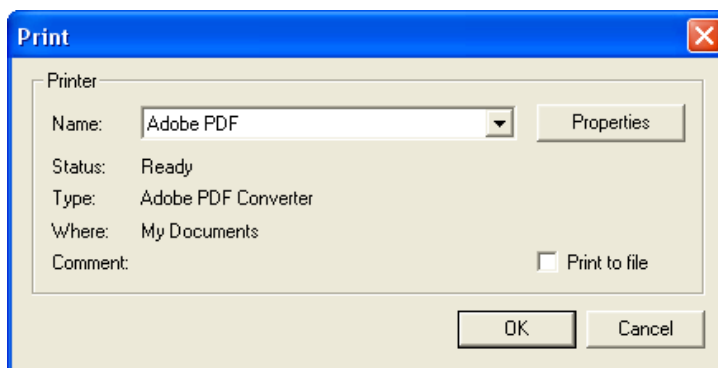 Print
Printer
Name: Adobe PDF Properties
Status: Ready
Type: Adobe PDF Converter
Where: My Documents
Comment: Print to file
OK Cancel